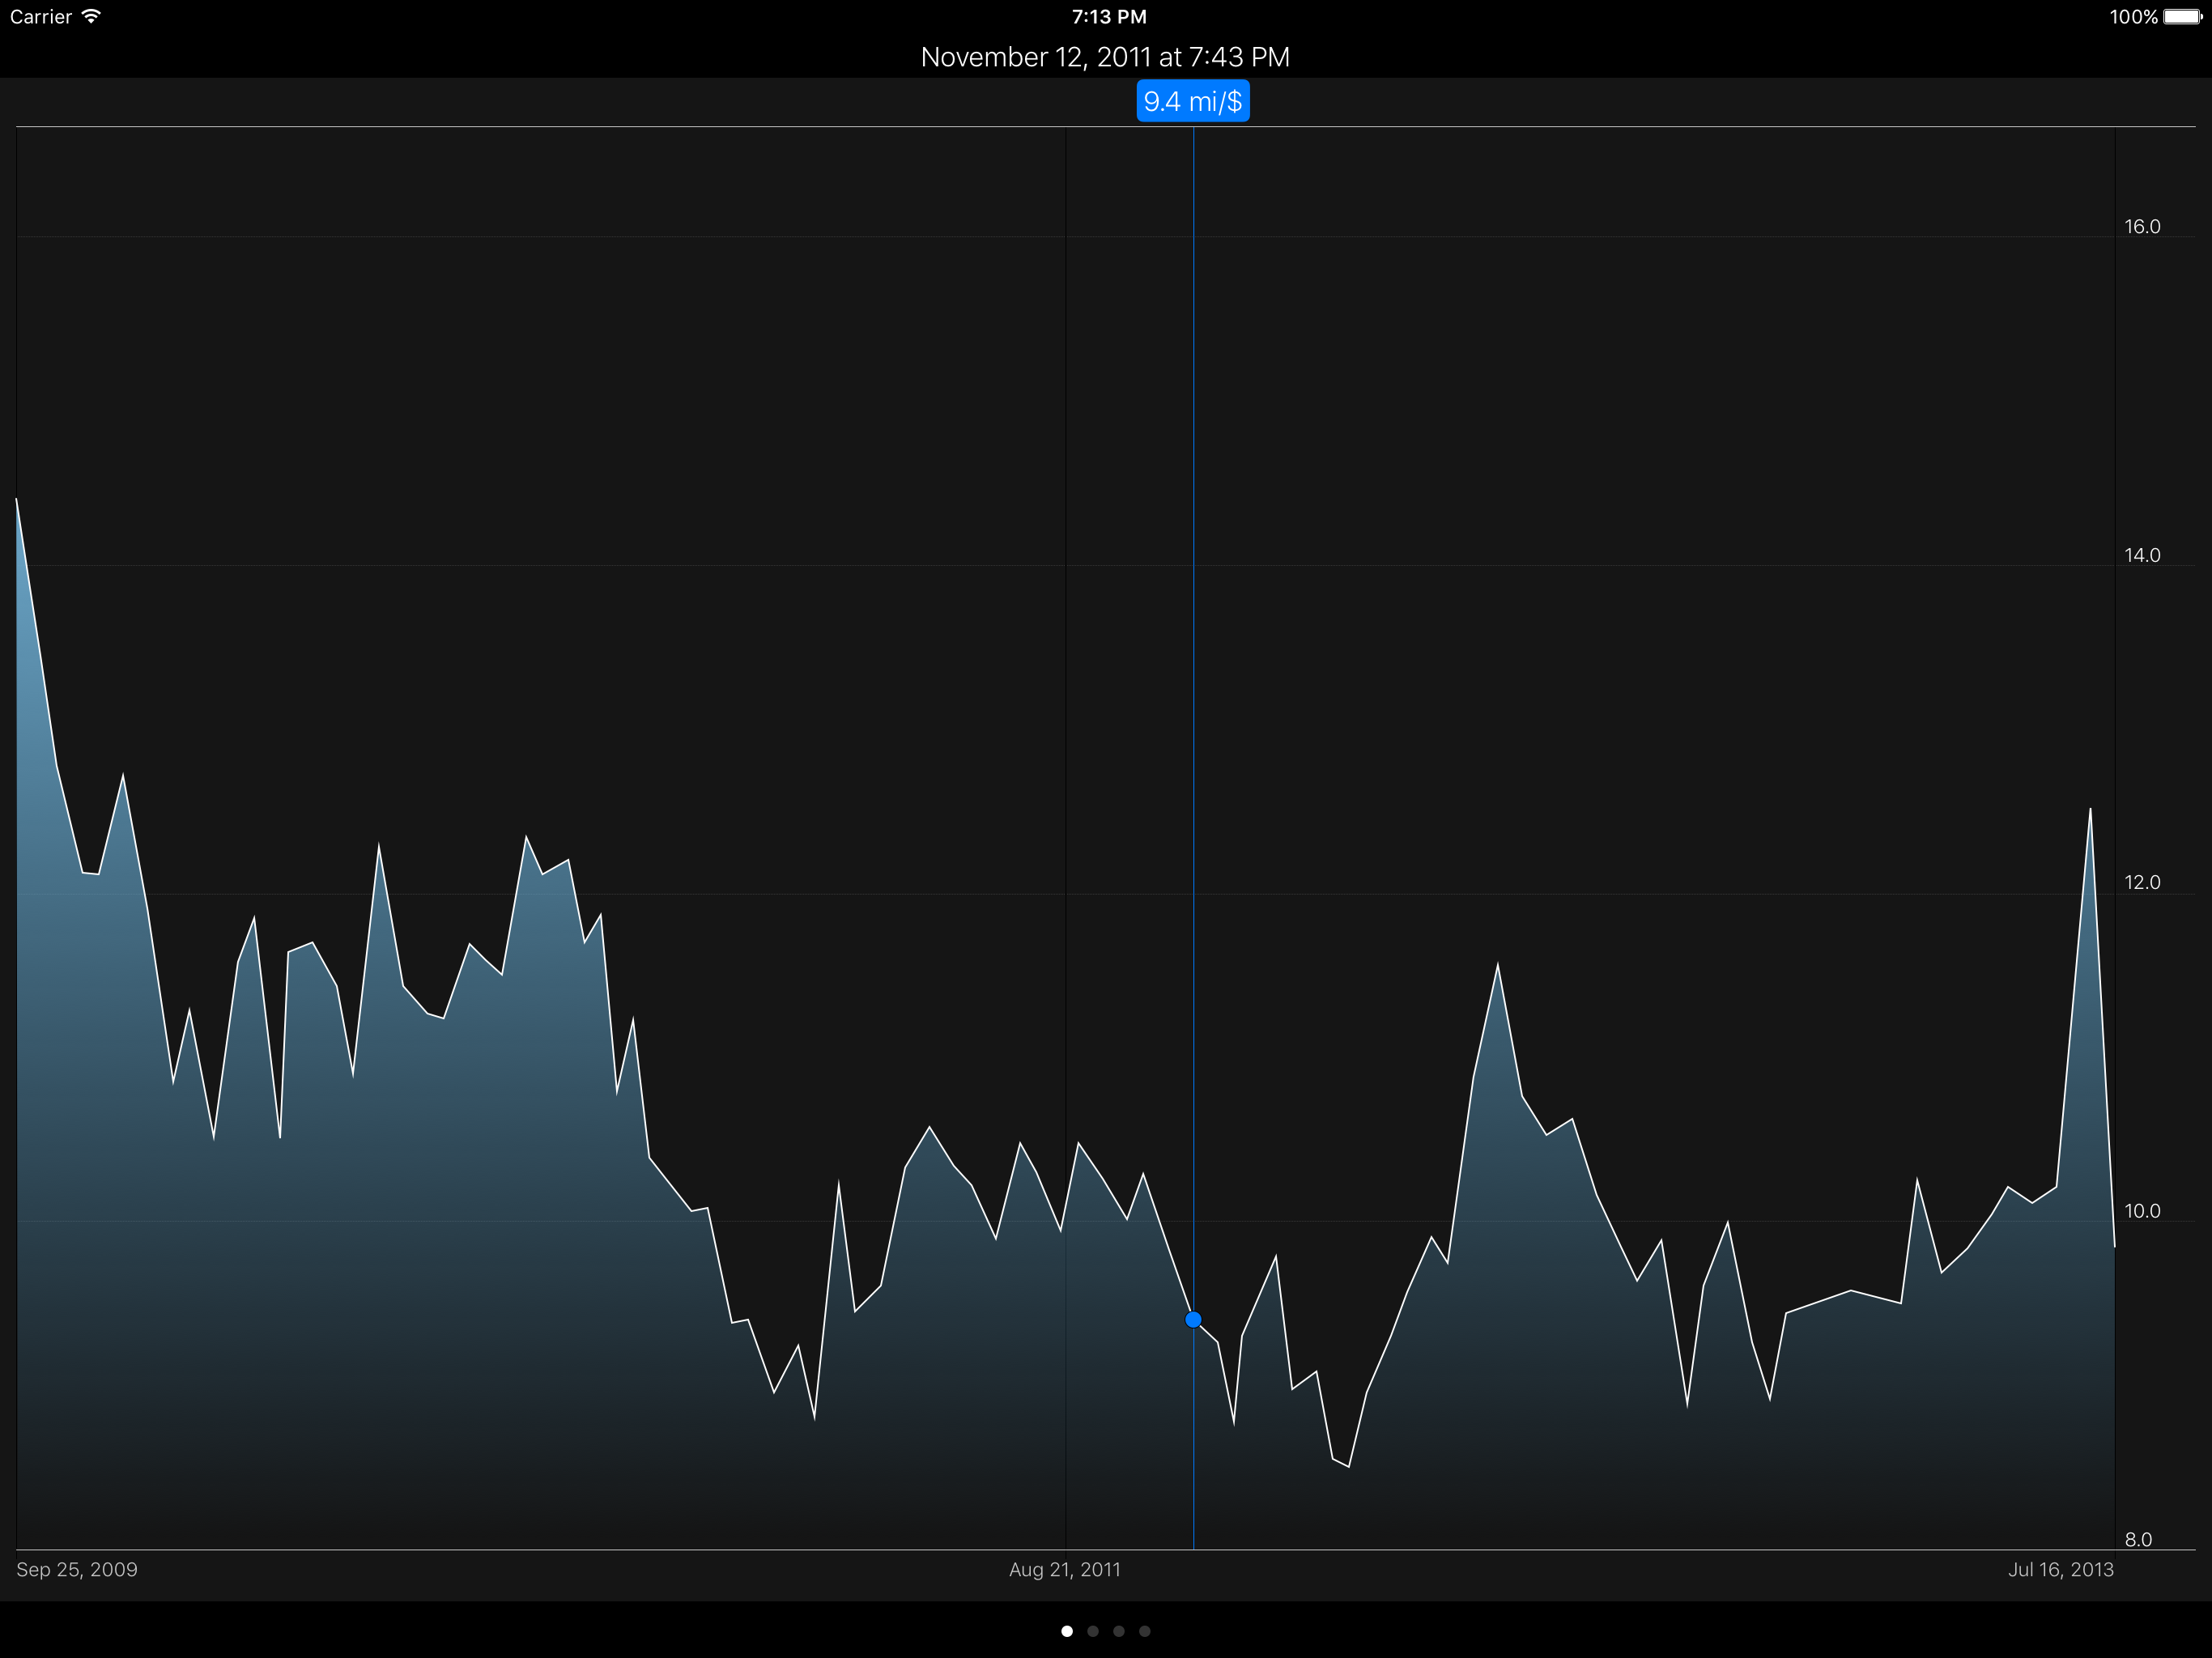 Carrier 7:13 PM 100%
November 12, 2011 at 7:43 PM
9.4 mi/$
16.0
14.0
12.0
10.0
8.0
Sep 25, 2009 Aug 21, 2011 Jul 16, 2013